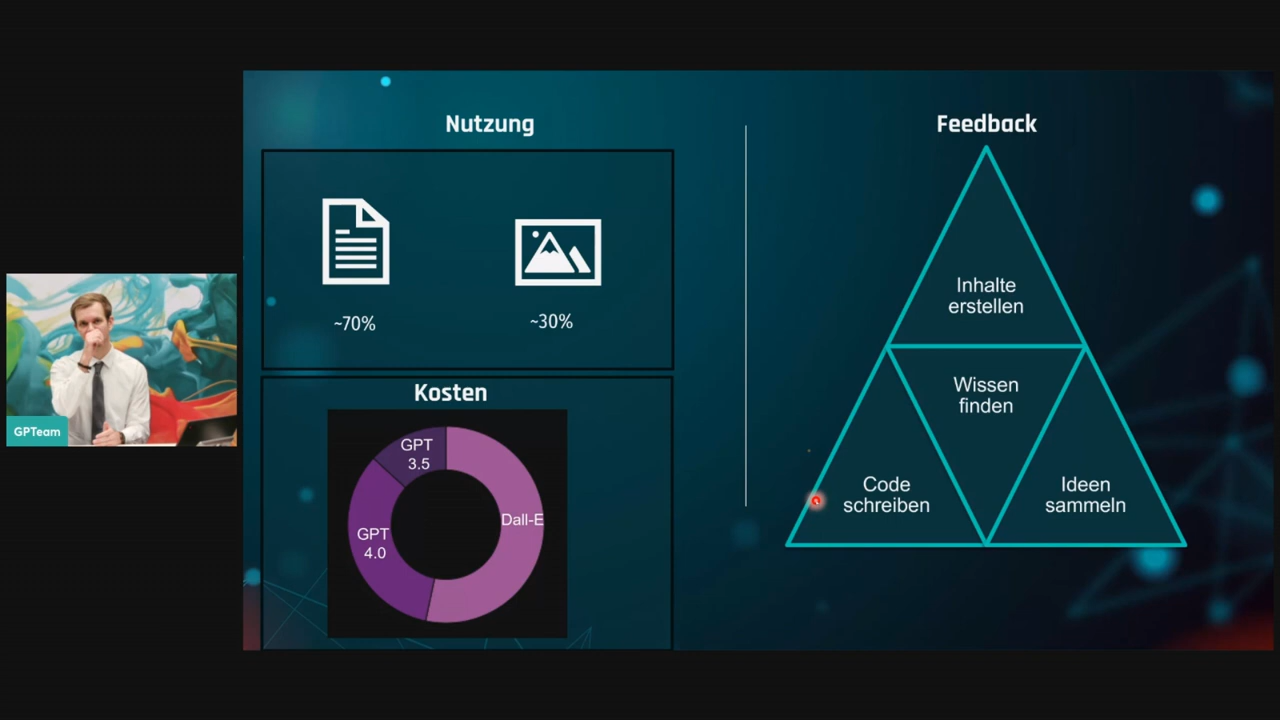 Nutzung
~70%
~30%
Kosten
GPT
3.5
GPT
4.0
Dall-E
Feedback
Inhalte
erstellen
Wissen
finden
Code
schreiben
Ideen
sammeln
GPTeam